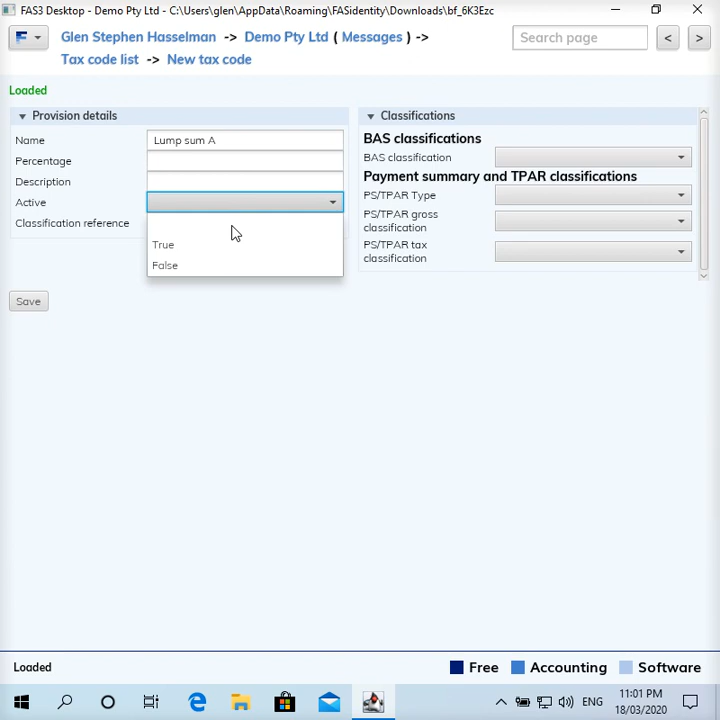 FAS3 Desktop - Demo Pty Ltd - C:\Users\glen\AppData\Roaming\FASidentity\Downloads\bf_6K3Ezc
Glen Stephen Hasselman -> Demo Pty Ltd ( Messages ) ->
Tax code list -> New tax code
Search page
< >
Loaded
Provision details
Name Lump sum A
Percentage
Description
Active
Classification reference
True
False
Save
Classifications
BAS classifications
BAS classification
Payment summary and TPAR classifications
PS/TPAR Type
PS/TPAR gross
classification
PS/TPAR tax
classification
Loaded
Free Accounting Software
ENG
11:01 PM
18/03/2020